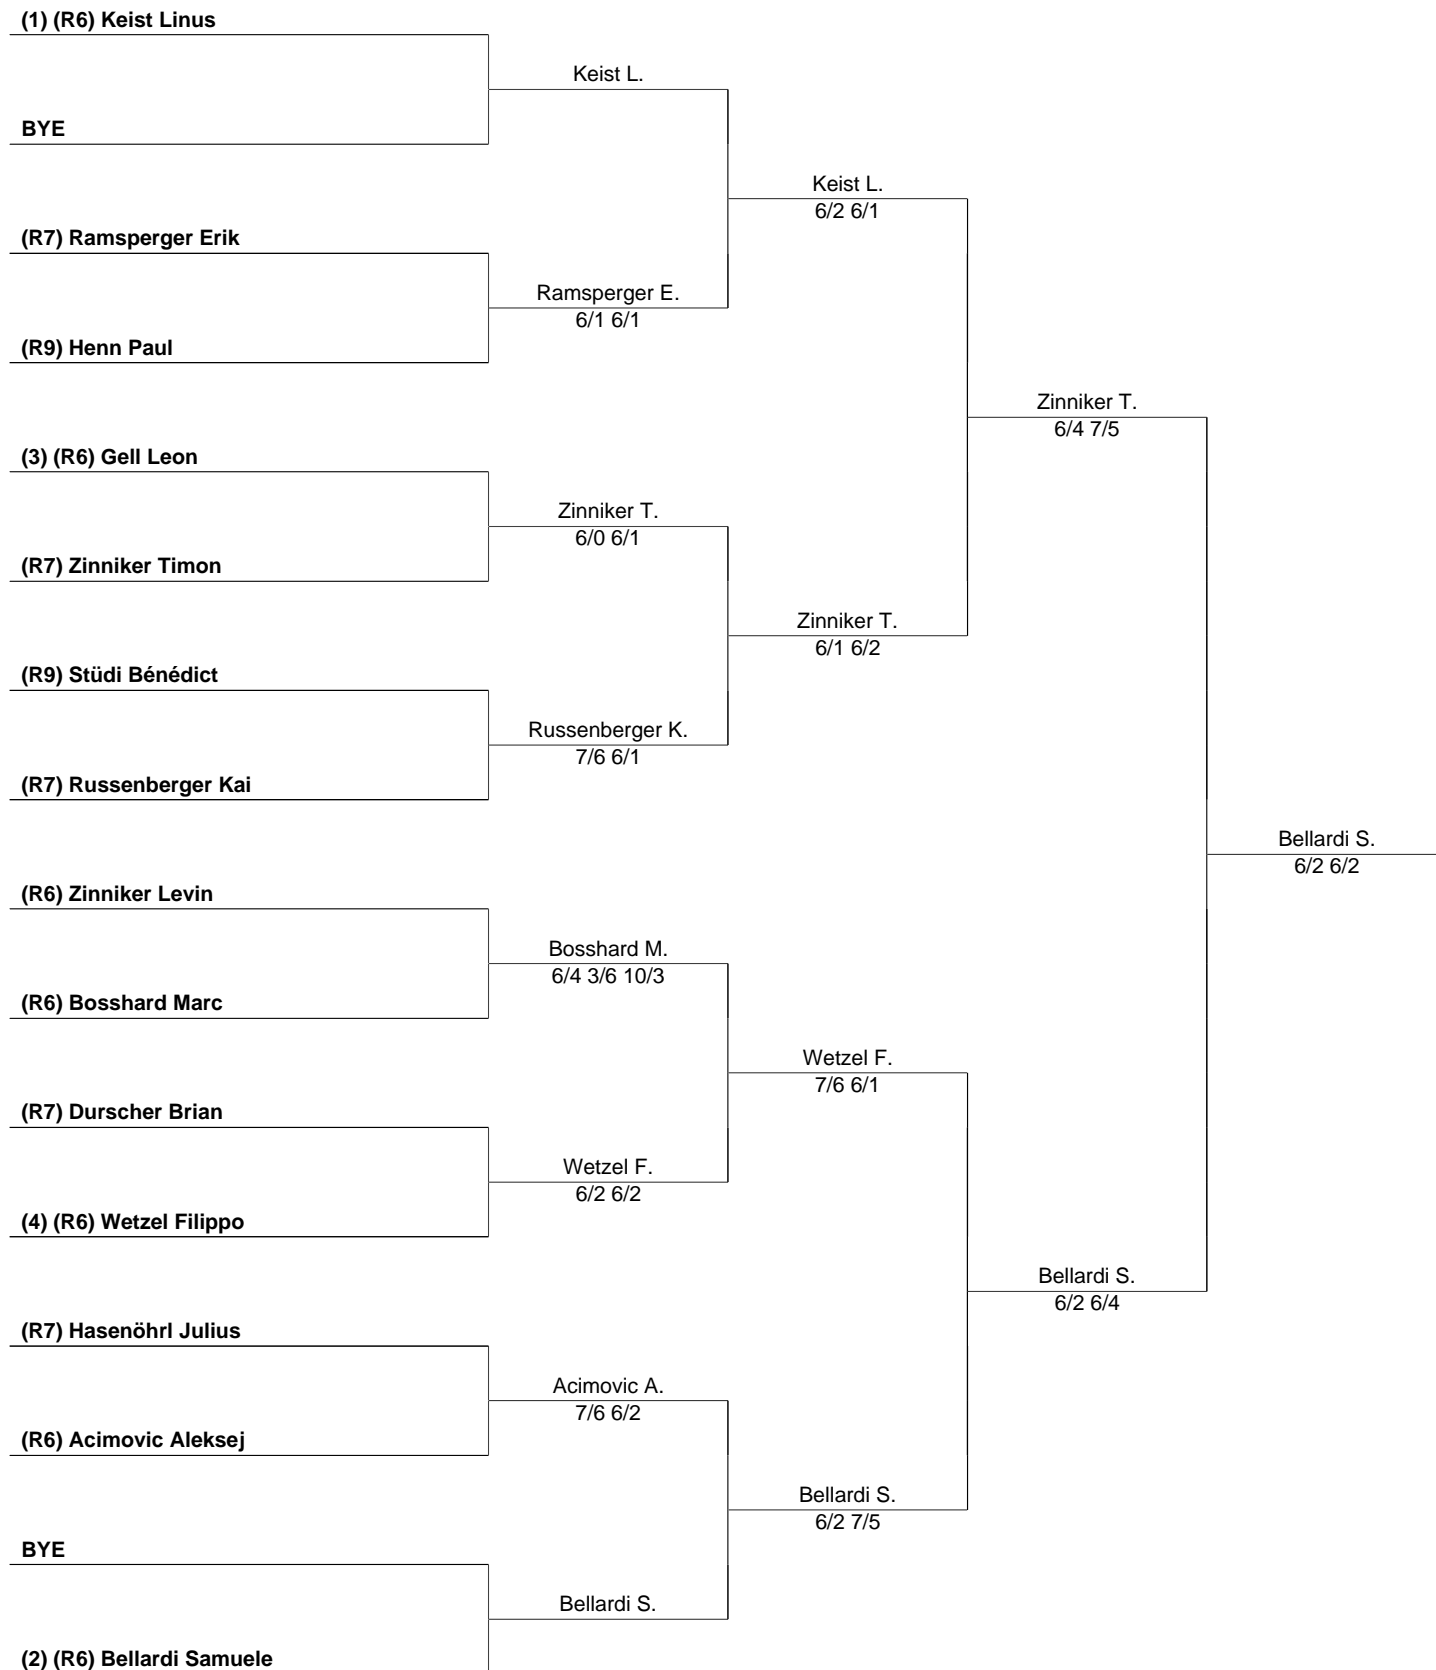 (1) (R6) Keist Linus
Keist L.
BYE
Keist L.
6/2 6/1
(R7) Ramsperger Erik
Ramsperger E.
6/1 6/1
(R9) Henn Paul
Zinniker T.
6/4 7/5
(3) (R6) Gell Leon
Zinniker T.
6/0 6/1
(R7) Zinniker Timon
Zinniker T.
6/1 6/2
(R9) Stüdi Bénédict
Russenberger K.
7/6 6/1
(R7) Russenberger Kai
Bellardi S.
6/2 6/2
(R6) Zinniker Levin
Bosshard M.
6/4 3/6 10/3
(R6) Bosshard Marc
Wetzel F.
7/6 6/1
(R7) Durscher Brian
Wetzel F.
6/2 6/2
(4) (R6) Wetzel Filippo
Bellardi S.
6/2 6/4
(R7) Hasenöhrl Julius
Acimovic A.
7/6 6/2
(R6) Acimovic Aleksej
Bellardi S.
6/2 7/5
BYE
Bellardi S.
(2) (R6) Bellardi Samuele